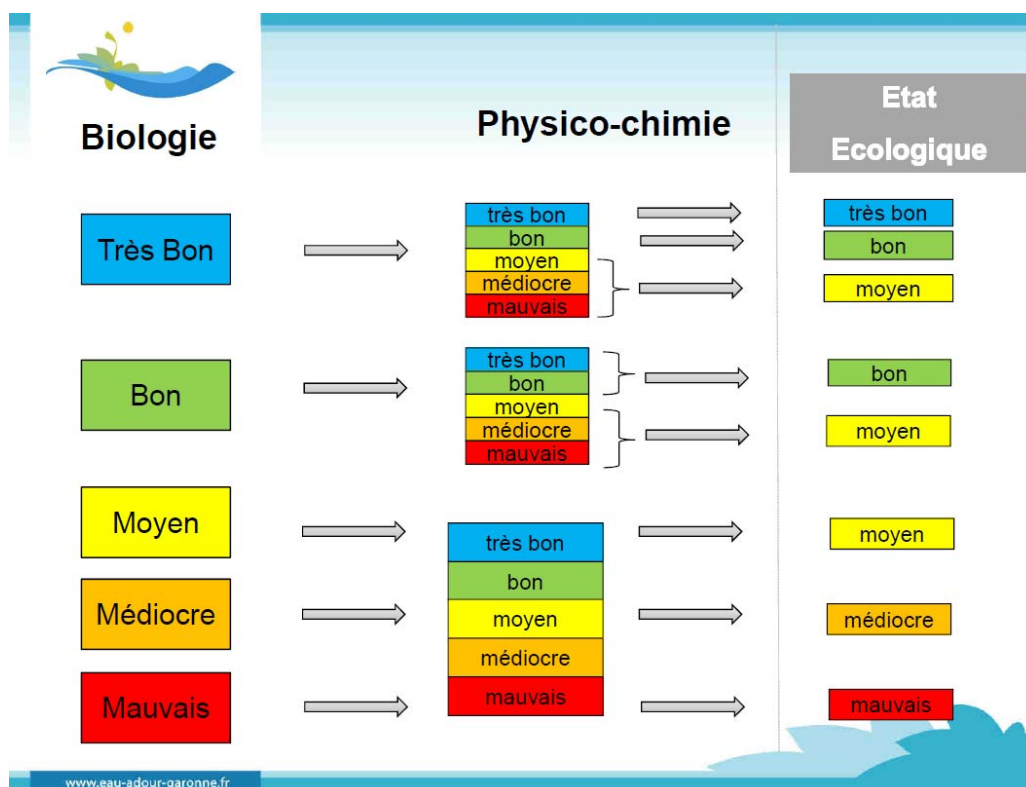 Biologie
Physico-chimie
Etat
Ecologique
Très Bon
très bon
bon
moyen
médiocre
mauvais
très bon
bon
moyen
Bon
très bon
bon
moyen
médiocre
mauvais
bon
moyen
Moyen
Médiocre
Mauvais
très bon
bon
moyen
médiocre
mauvais
moyen
médiocre
mauvais
www.eau-adour-garonne.fr